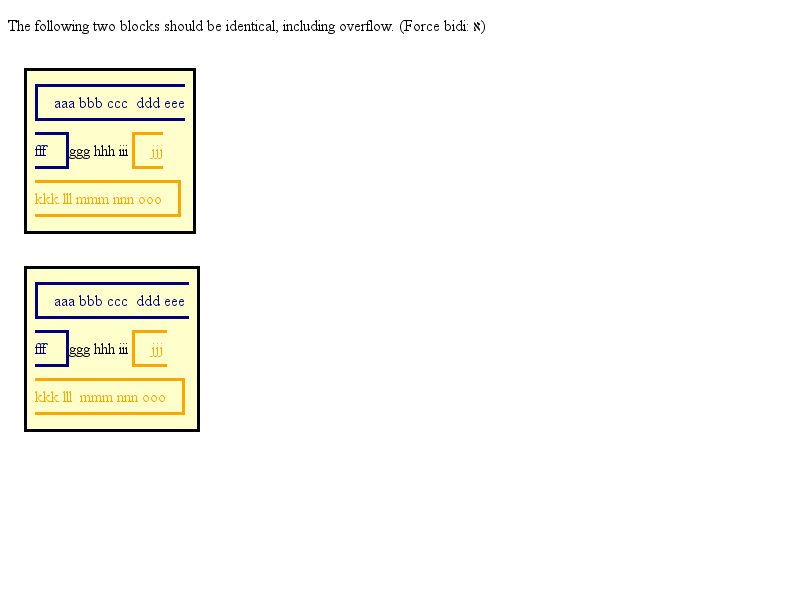 The following two blocks should be identical, including overflow. (Force bidi: א)
aaa bbb ccc  ddd eee
fff ggg hhh iii jjj
kkk lll mmm nnn ooo
aaa bbb ccc  ddd eee
fff ggg hhh iii jjj
kkk lll  mmm nnn ooo